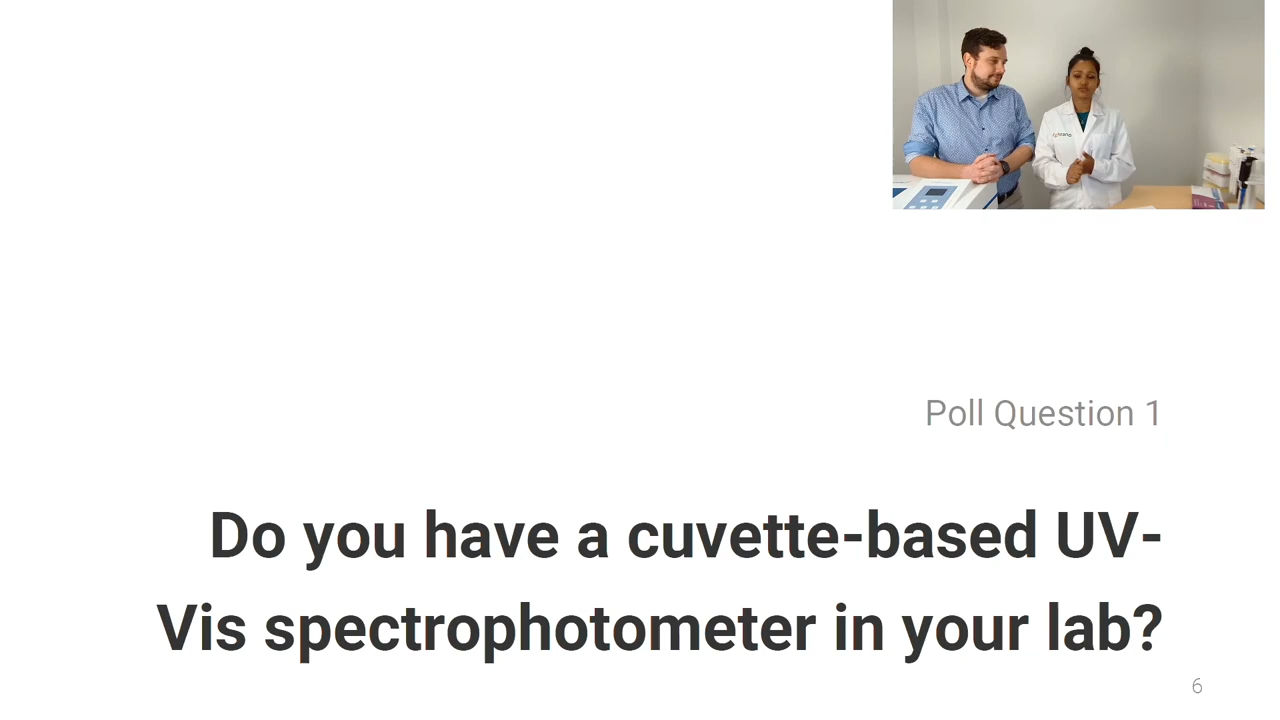 Poll Question 1
Do you have a cuvette-based UV-
Vis spectrophotometer in your lab?
6